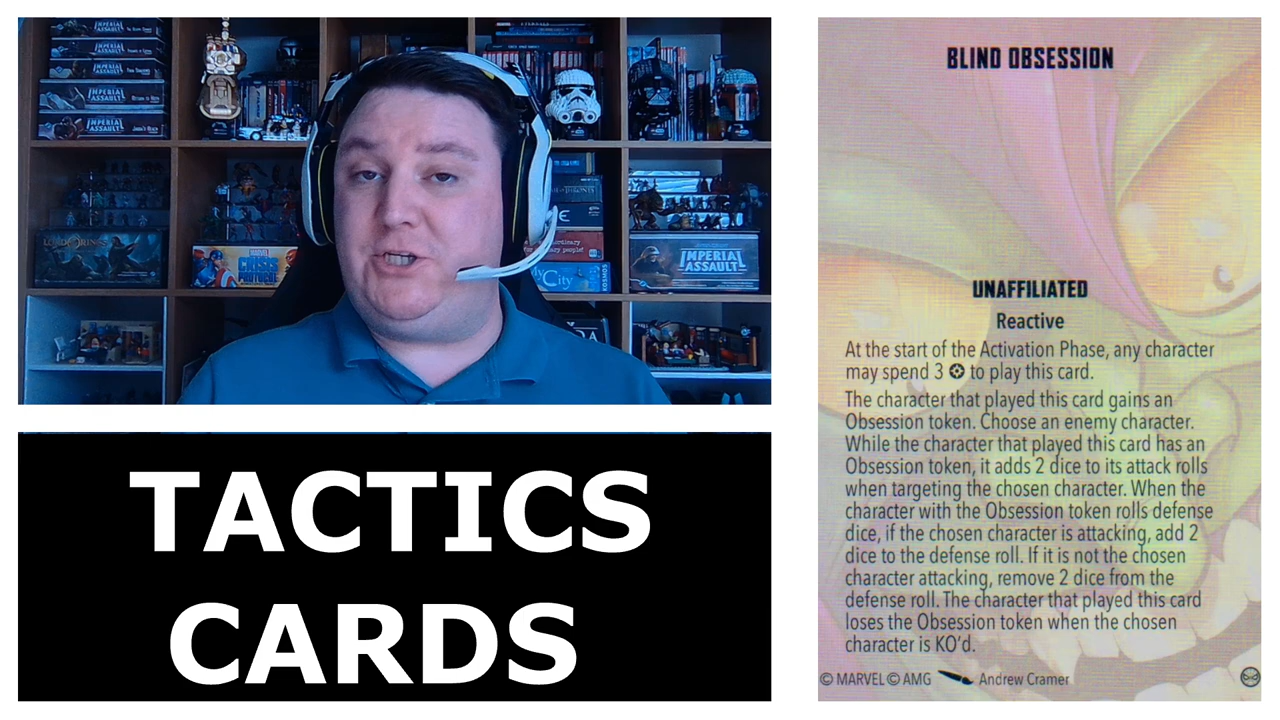 IMPERIAL
ASSAULT
IMPERIAL
ASSAULT
IMPERIAL
ASSAULT
MARVEL
CRISIS
PROTOCOL
My City
KOSMOS
IMPERIAL
ASSAULT
TACTICS
CARDS
BLIND OBSESSION
UNAFFILIATED
Reactive
At the start of the Activation Phase, any character
may spend 3 to play this card.
The character that played this card gains an
Obsession token. Choose an enemy character.
While the character that played this card has an
Obsession token, it adds 2 dice to its attack rolls
when targeting the chosen character. When the
character with the Obsession token rolls defense
dice, if the chosen character is attacking, add 2
dice to the defense roll. If it is not the chosen
character attacking, remove 2 dice from the
defense roll. The character that played this card
loses the Obsession token when the chosen
character is KO'd.
© MARVEL © AMG Andrew Cramer